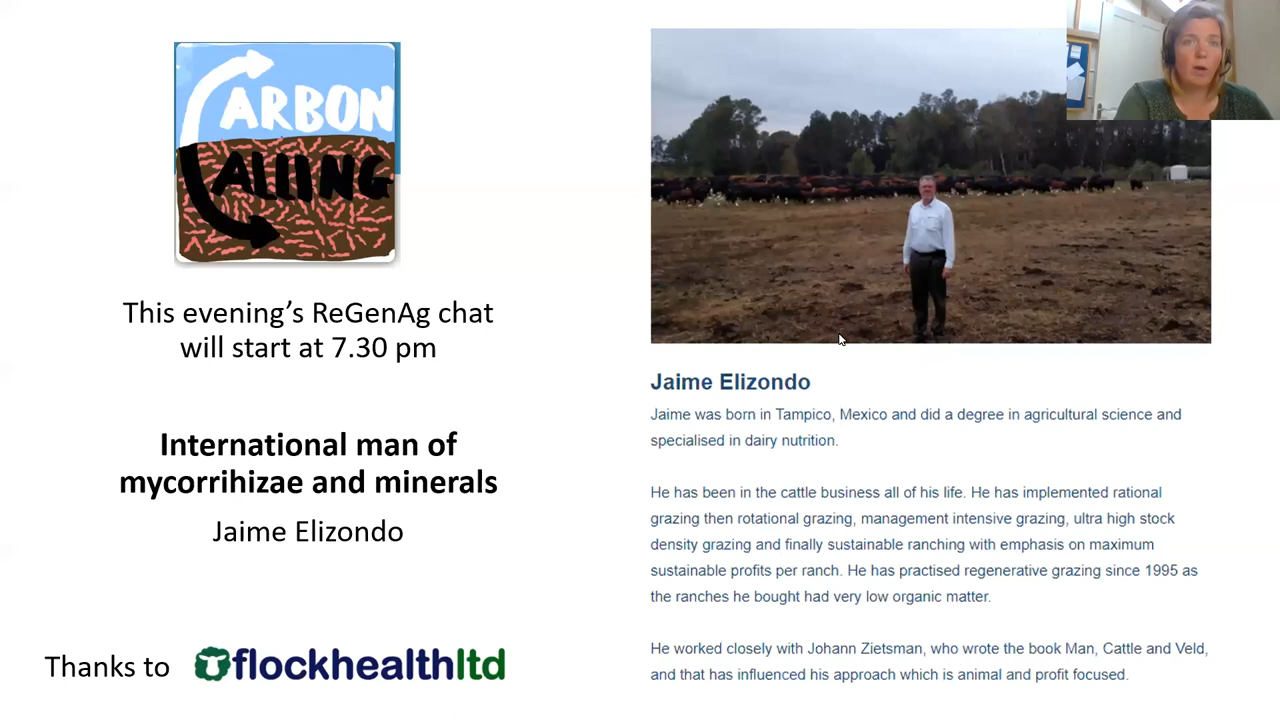 CARBON
CALLING
This evening's ReGenAg chat
will start at 7.30 pm
International man of
mycorrihizae and minerals
Jaime Elizondo
Thanks to flockhealthltd
Jaime Elizondo
Jaime was born in Tampico, Mexico and did a degree in agricultural science and
specialised in dairy nutrition.
He has been in the cattle business all of his life. He has implemented rational
grazing then rotational grazing, management intensive grazing, ultra high stock
density grazing and finally sustainable ranching with emphasis on maximum
sustainable profits per ranch. He has practised regenerative grazing since 1995 as
the ranches he bought had very low organic matter.
He worked closely with Johann Zietsman, who wrote the book Man, Cattle and Veld,
and that has influenced his approach which is animal and profit focused.